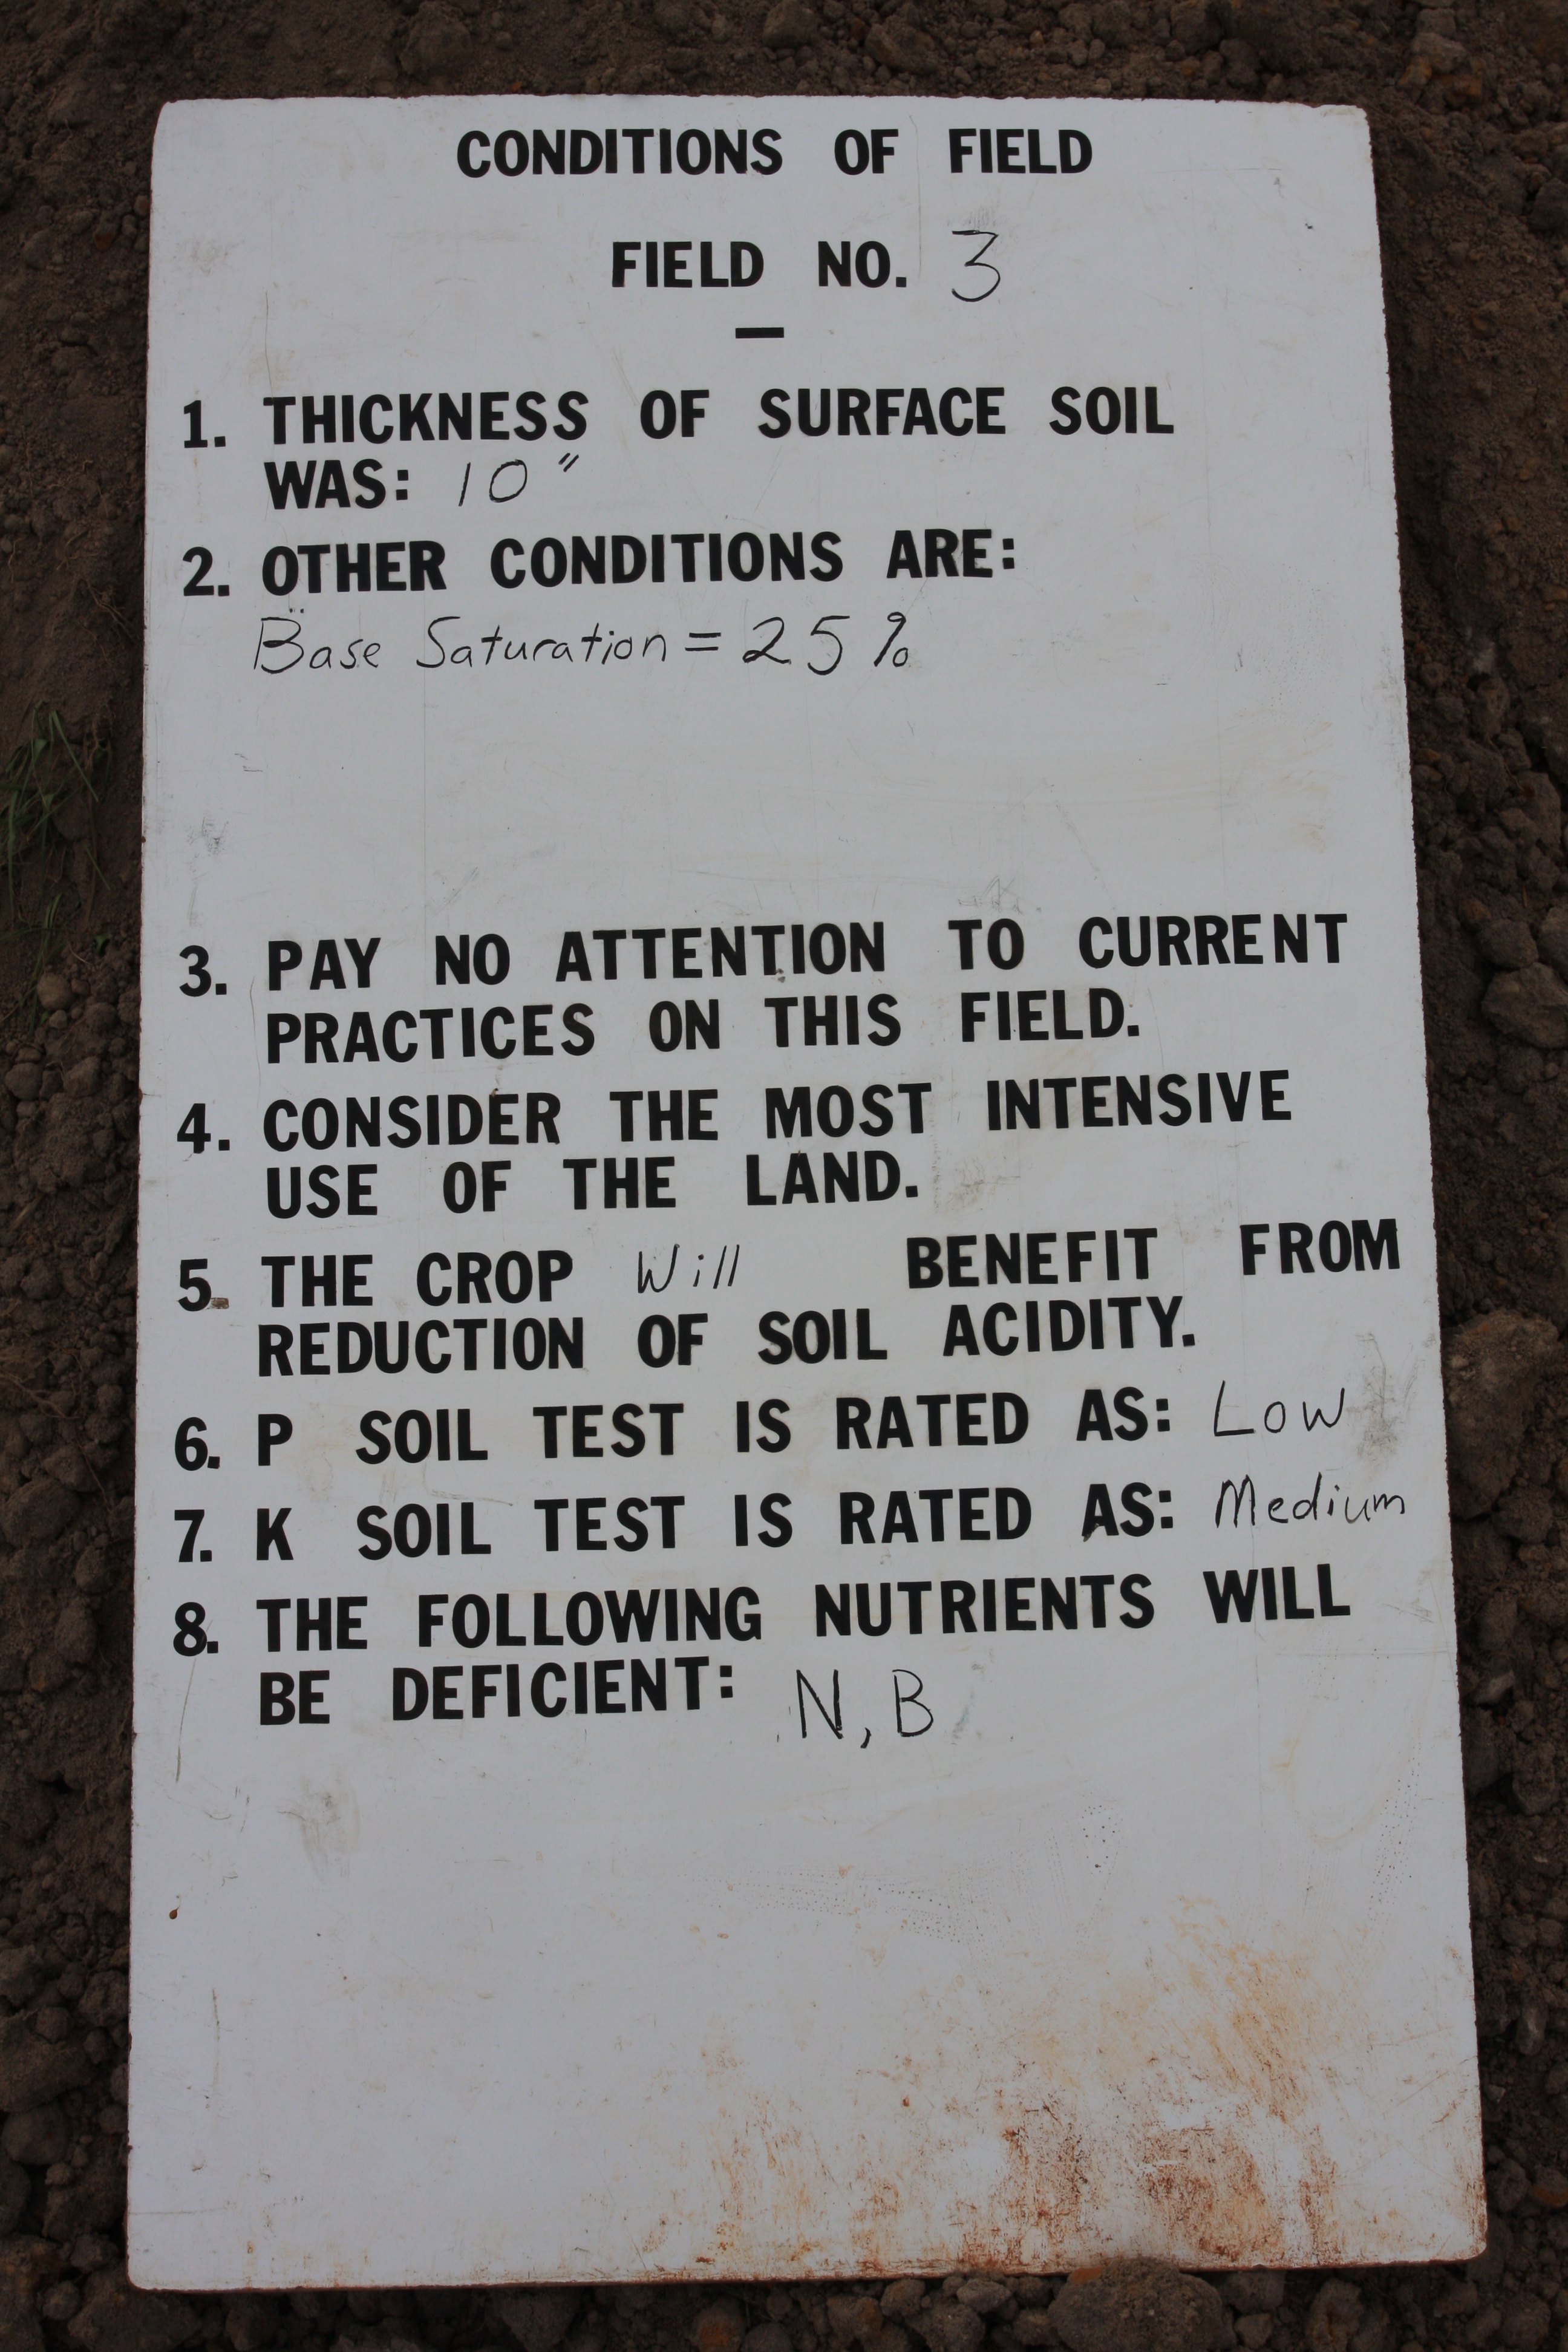 CONDITIONS OF FIELD
FIELD NO. 3
—
1. THICKNESS OF SURFACE SOIL
WAS: 10"
2. OTHER CONDITIONS ARE:
Base Saturation = 25%
3. PAY NO ATTENTION TO CURRENT
PRACTICES ON THIS FIELD.
4. CONSIDER THE MOST INTENSIVE
USE OF THE LAND.
5. THE CROP Will BENEFIT FROM
REDUCTION OF SOIL ACIDITY.
6. P SOIL TEST IS RATED AS: Low
7. K SOIL TEST IS RATED AS: Medium
8. THE FOLLOWING NUTRIENTS WILL
BE DEFICIENT: N, B